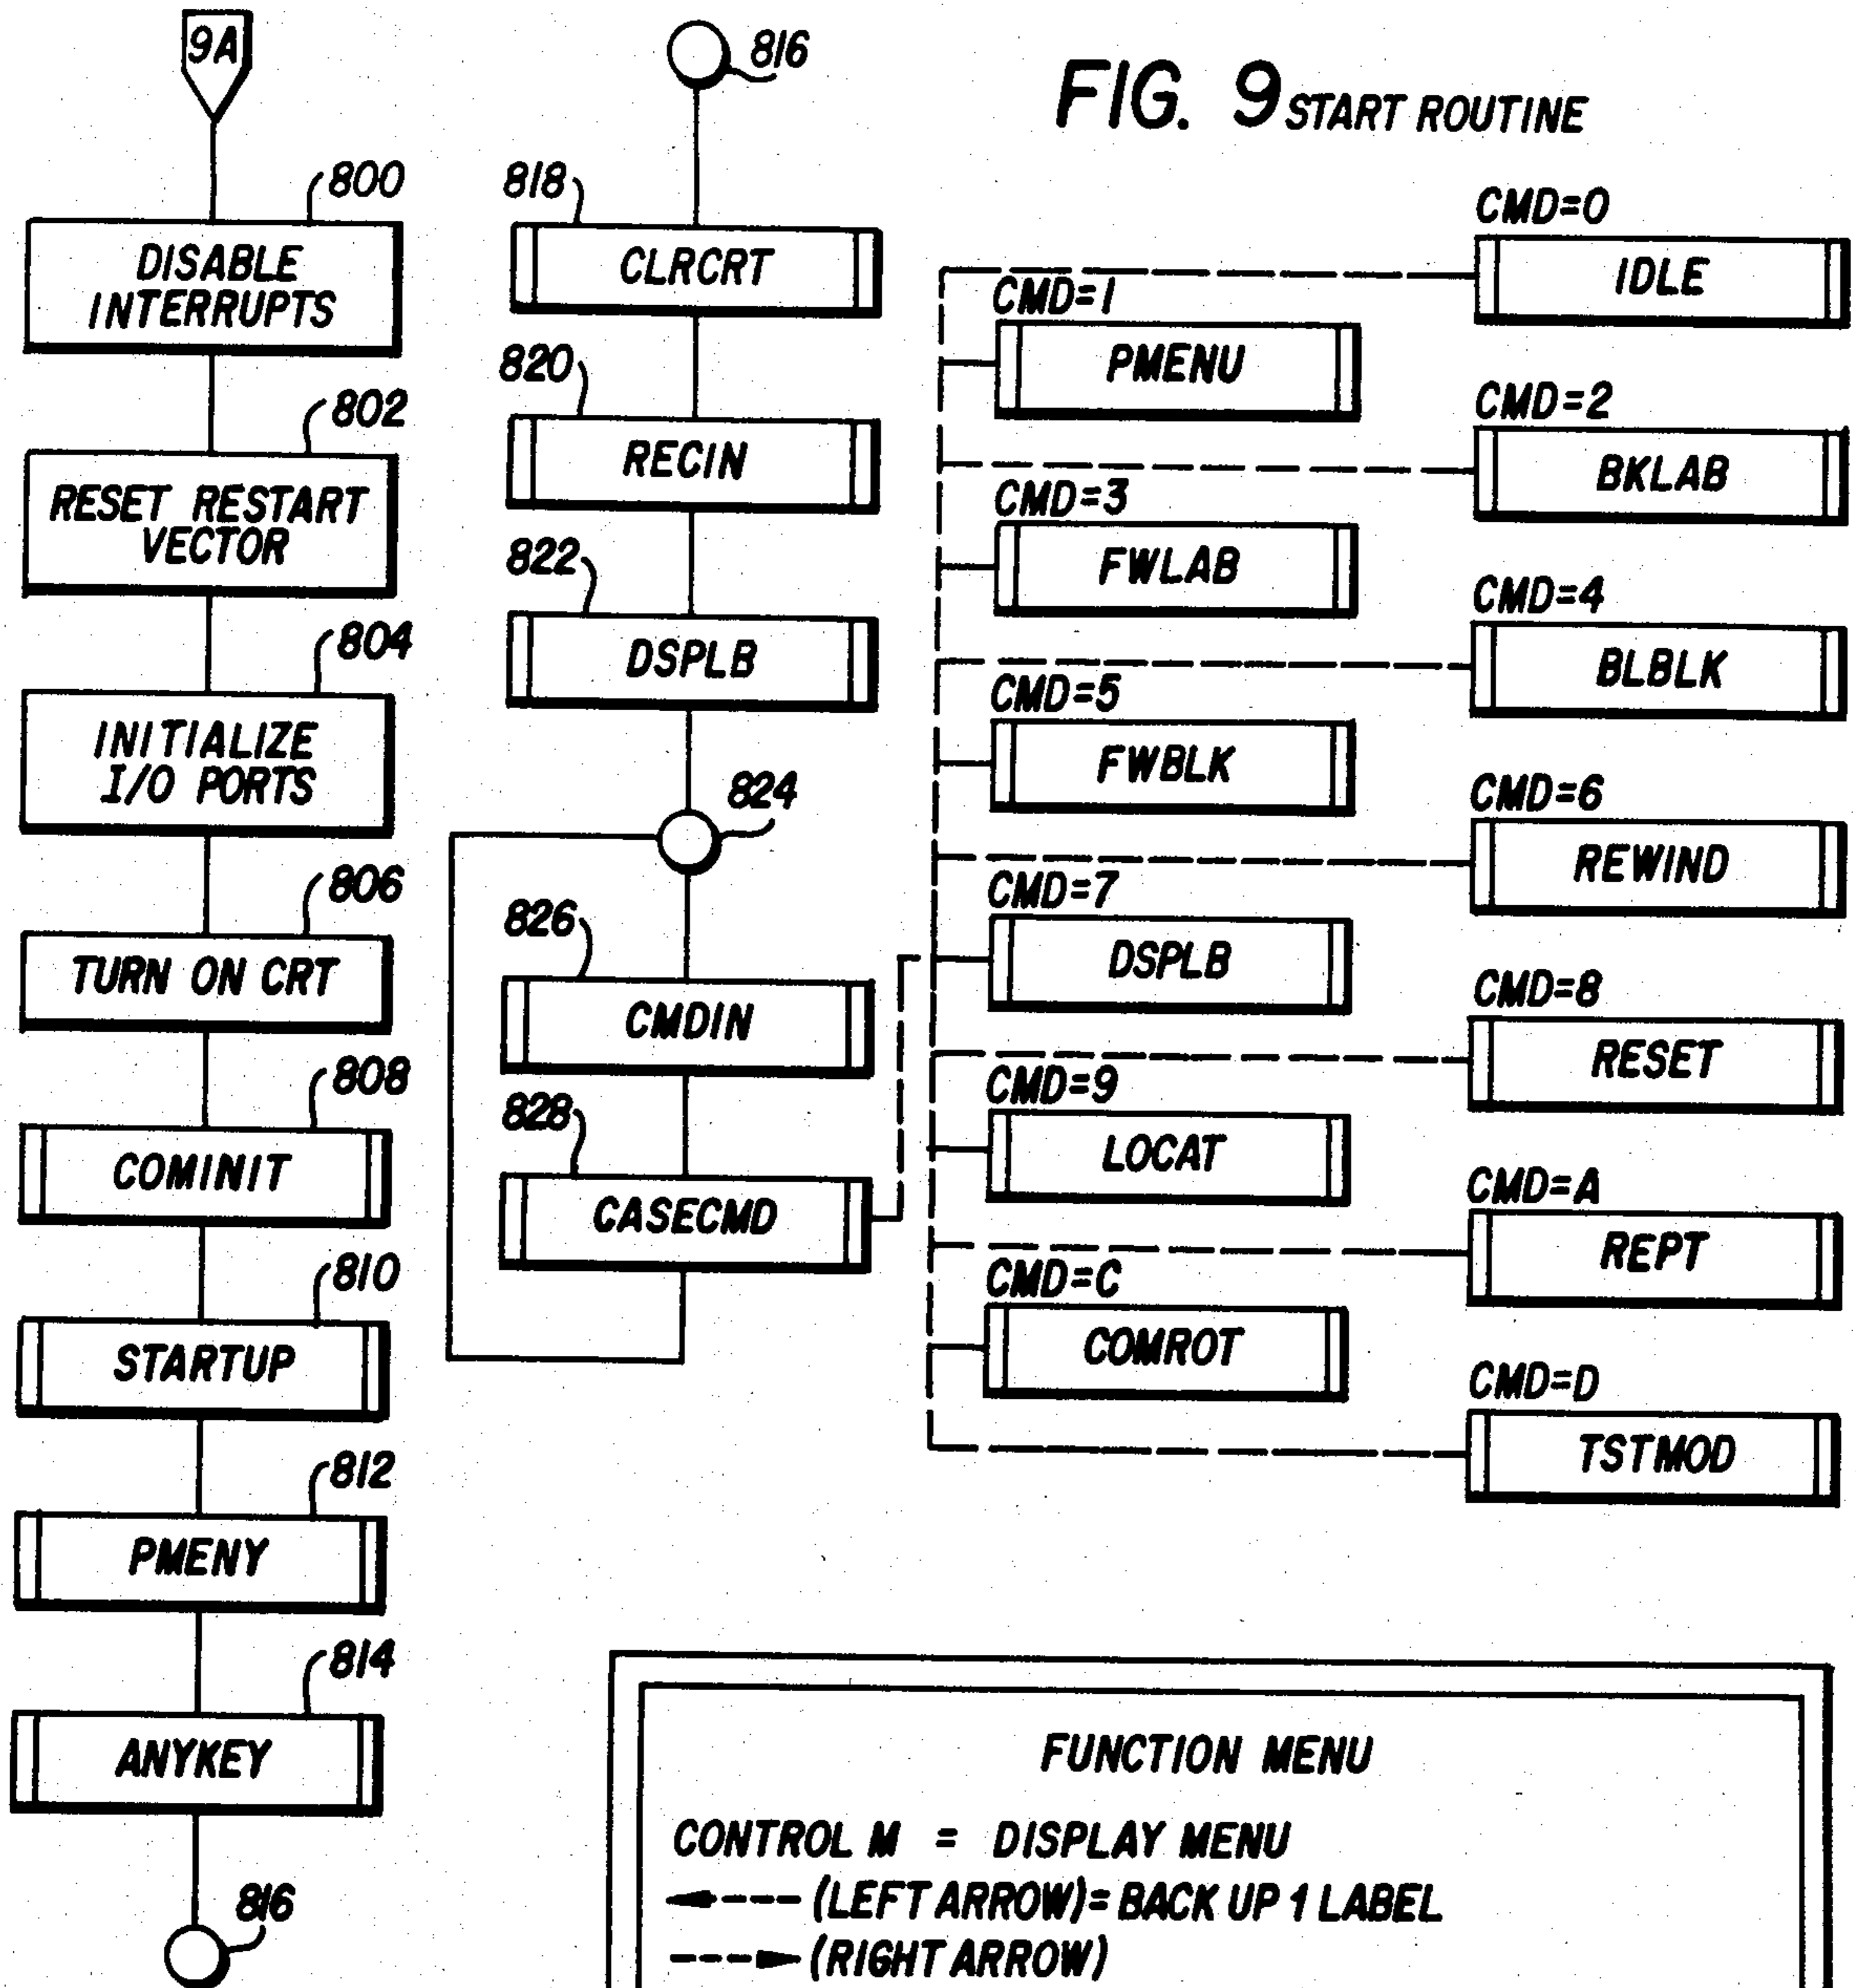 9A
800
DISABLE
INTERRUPTS
802
RESET RESTART
VECTOR
804
INITIALIZE
I/O PORTS
806
TURN ON CRT
808
COMINIT
810
STARTUP
812
PMENY
814
ANYKEY
816
816
818
CLRCRT
820
RECIN
822
DSPLB
824
826
CMDIN
828
CASECMD
FIG. 9 START ROUTINE
CMD=0
IDLE
CMD=1
PMENU
CMD=2
BKLAB
CMD=3
FWLAB
CMD=4
BLBLK
CMD=5
FWBLK
CMD=6
REWIND
CMD=7
DSPLB
CMD=8
RESET
CMD=9
LOCAT
CMD=A
REPT
CMD=C
COMROT
CMD=D
TSTMOD
FUNCTION MENU
CONTROL M = DISPLAY MENU
(LEFT ARROW)= BACK UP 1 LABEL
(RIGHT ARROW)